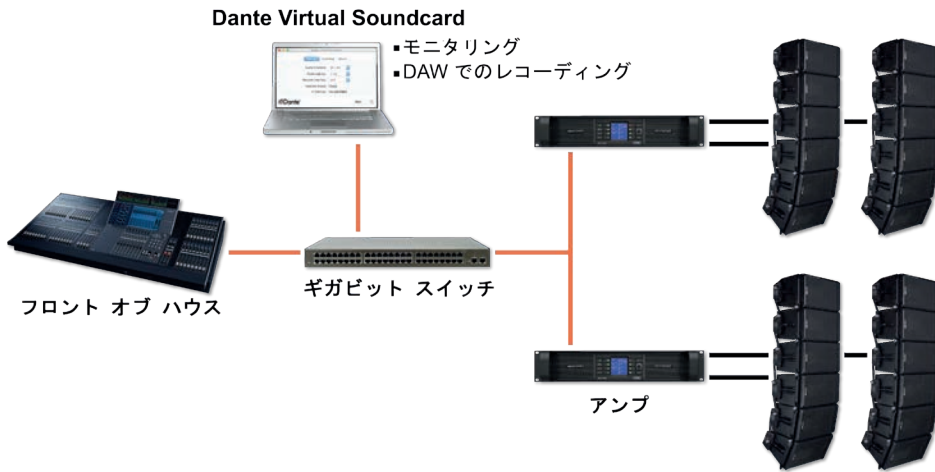 Dante Virtual Soundcard
▪モニタリング
▪DAW でのレコーディング
Dante
フロント オブ ハウス
ギガビット スイッチ
アンプ